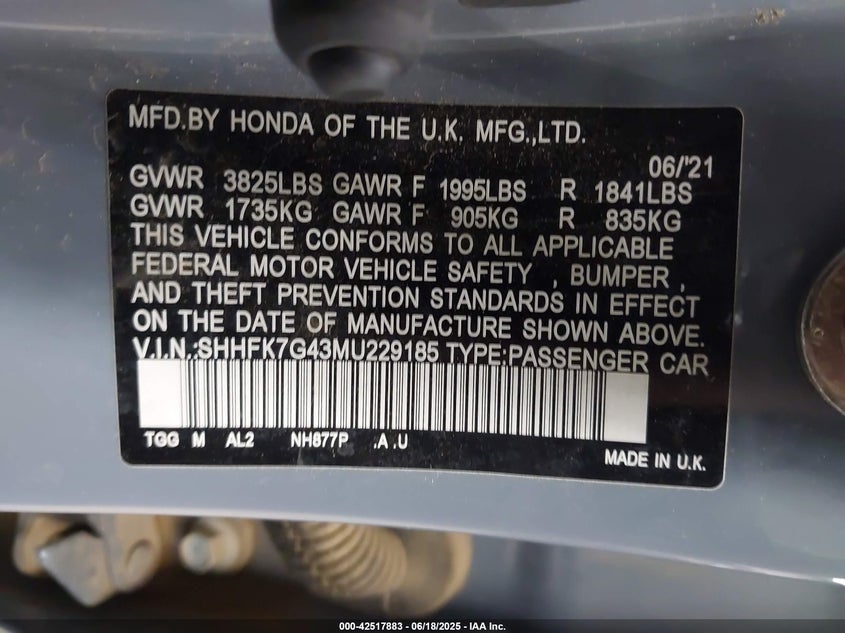 MFD.BY HONDA OF THE U.K. MFG.,LTD.
06/'21
GVWR 3825LBS GAWR F 1995LBS R 1841LBS
GVWR 1735KG GAWR F 905KG R 835KG
THIS VEHICLE CONFORMS TO ALL APPLICABLE
FEDERAL MOTOR VEHICLE SAFETY , BUMPER ,
AND THEFT PREVENTION STANDARDS IN EFFECT
ON THE DATE OF MANUFACTURE SHOWN ABOVE.
V.I.N.:SHHFK7G43MU229185 TYPE:PASSENGER CAR
TGG M AL2 NH877P .A .U
MADE IN U.K.
000-42517883 - 06/18/2025 - IAA Inc.